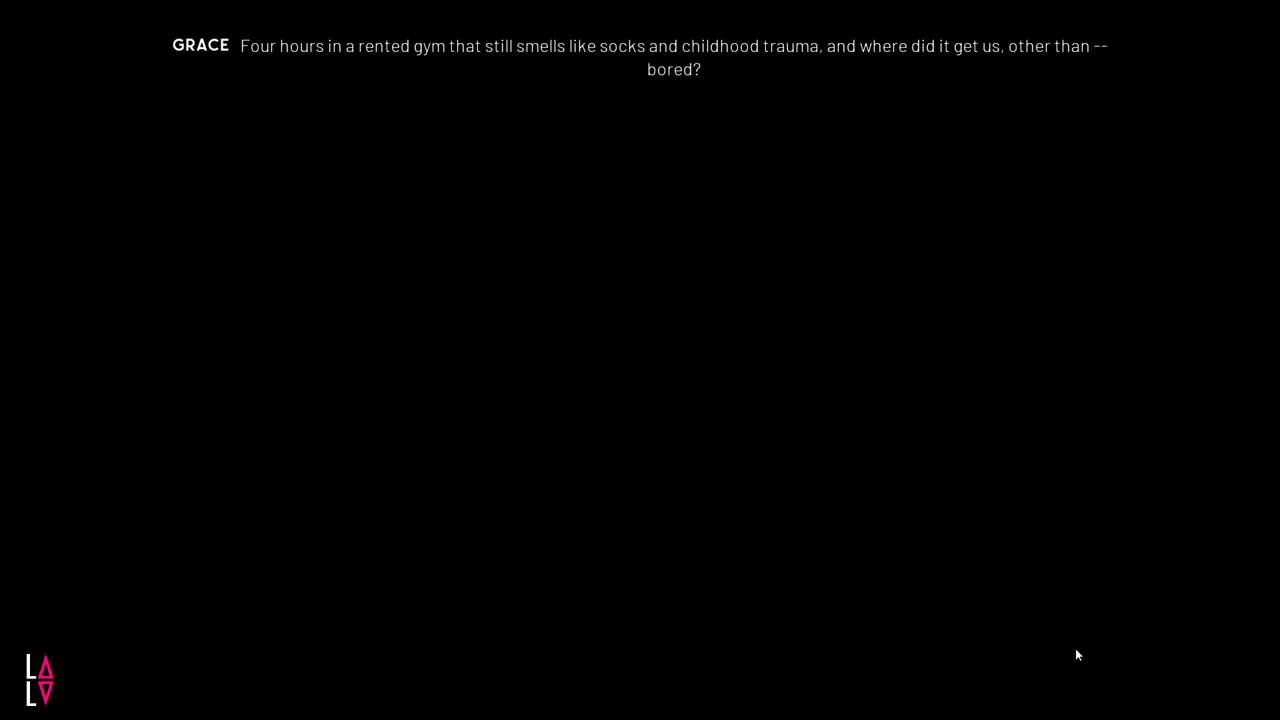 GRACE Four hours in a rented gym that still smells like socks and childhood trauma, and where did it get us, other than --
bored?
L
L